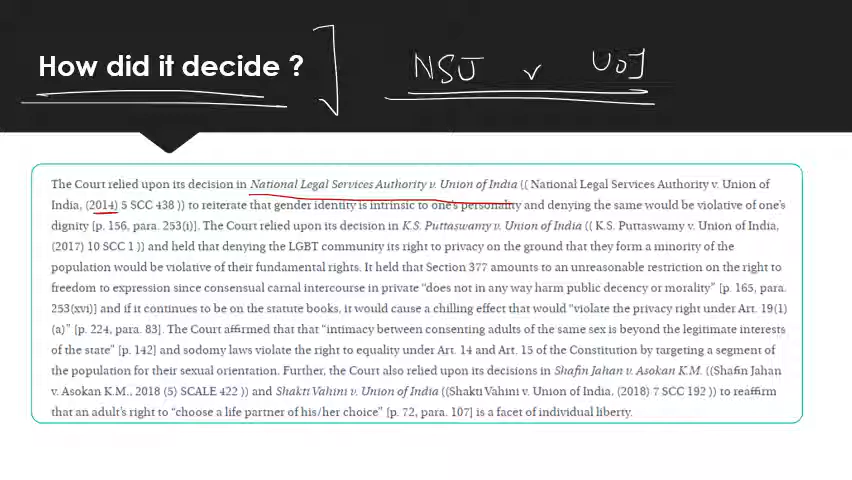 How did it decide ?
NSU v UOI
The Court relied upon its decision in National Legal Services Authority v. Union of India (( National Legal Services Authority v. Union of
India, (2014) 5 SCC 438 )) to reiterate that gender identity is intrinsic to one's personality and denying the same would be violative of one's
dignity [p. 156, para. 253(i)]. The Court relied upon its decision in K.S. Puttaswamy v. Union of India (( K.S. Puttaswamy v. Union of India,
(2017) 10 SCC 1 )) and held that denying the LGBT community its right to privacy on the ground that they form a minority of the
population would be violative of their fundamental rights. It held that Section 377 amounts to an unreasonable restriction on the right to
freedom to expression since consensual carnal intercourse in private “does not in any way harm public decency or morality” [p. 165, para.
253(xvi)] and if it continues to be on the statute books, it would cause a chilling effect that would “violate the privacy right under Art. 19(1)
(a)” [p. 224, para. 83]. The Court affirmed that that “intimacy between consenting adults of the same sex is beyond the legitimate interests
of the state” [p. 142] and sodomy laws violate the right to equality under Art. 14 and Art. 15 of the Constitution by targeting a segment of
the population for their sexual orientation. Further, the Court also relied upon its decisions in Shafin Jahan v. Asokan K.M. ((Shafin Jahan
v. Asokan K.M., 2018 (5) SCALE 422 )) and Shakti Vahini v. Union of India ((Shakti Vahini v. Union of India, (2018) 7 SCC 192 )) to reaffirm
that an adult's right to “choose a life partner of his/her choice” [p. 72, para. 107] is a facet of individual liberty.